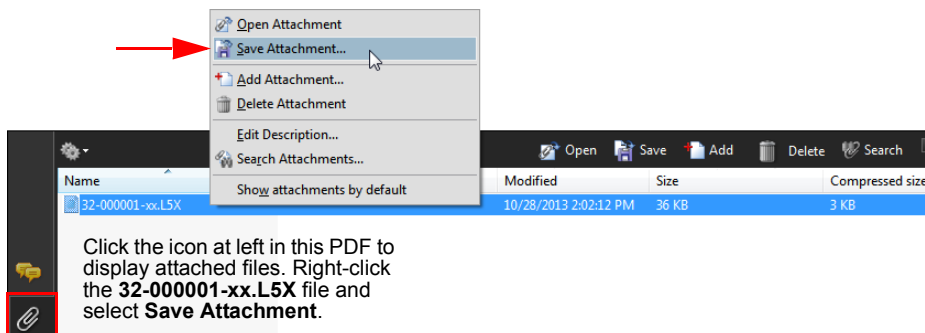 Open Attachment
Save Attachment...
Add Attachment...
Delete Attachment
Edit Description...
Search Attachments...
Show attachments by default
Open Save Add Delete Search
Name Modified Size Compressed size
32-000001-xx.L5X 10/28/2013 2:02:12 PM 36 KB 3 KB
Click the icon at left in this PDF to
display attached files. Right-click
the 32-000001-xx.L5X file and
select Save Attachment.